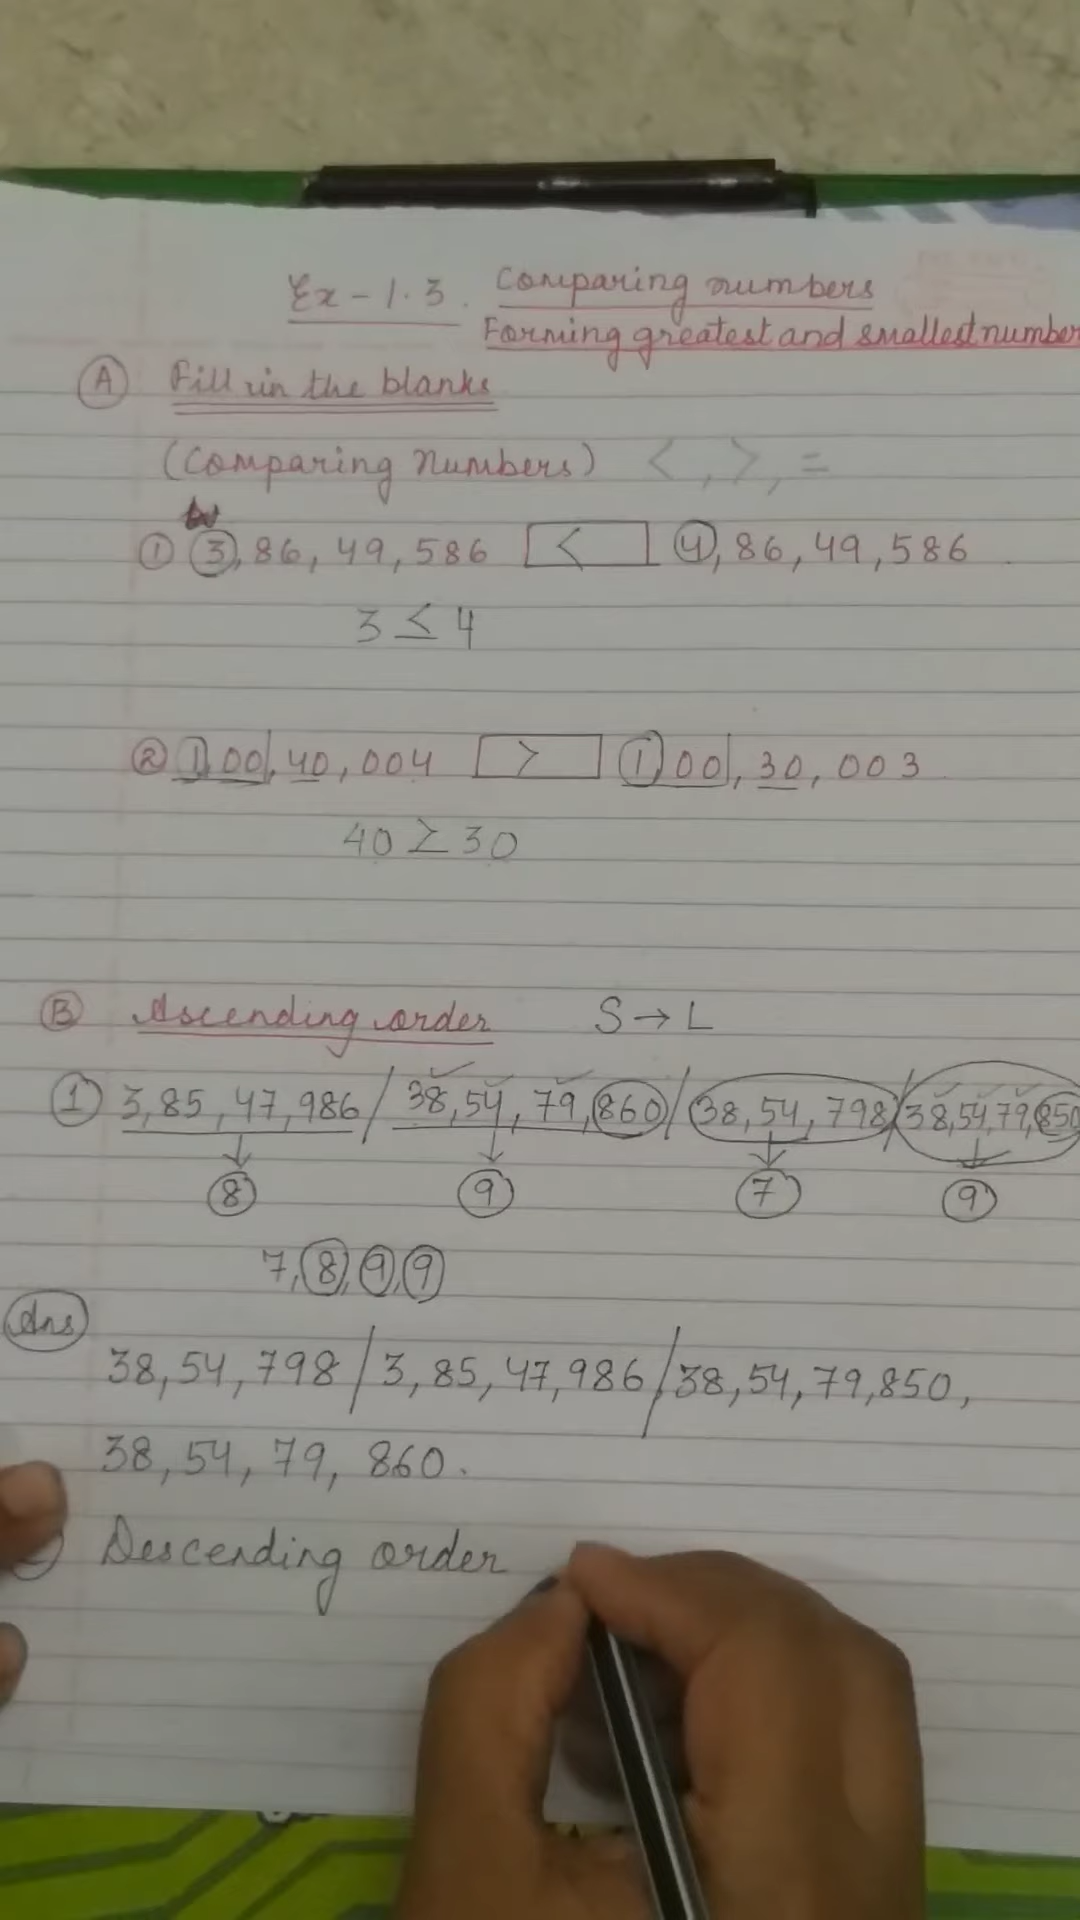 Ex-1.3. Comparing numbers
Forming greatest and smallest number
Ⓐ Fill in the blanks
(Comparing Numbers) <, >, =
① 3,86,49,586 < 4,86,49,586
3 < 4
② 1,00,40,004 > 1,00,30,003
40 > 30
Ⓑ Ascending order S → L
① 3,85,47,986 / 38,54,79,860 / 38,54,798 / 38,54,79,850
8 9 7 9
7, 8, 9, 9
Ans
38,54,798 / 3,85,47,986 / 38,54,79,850,
38,54,79,860.
Descending order